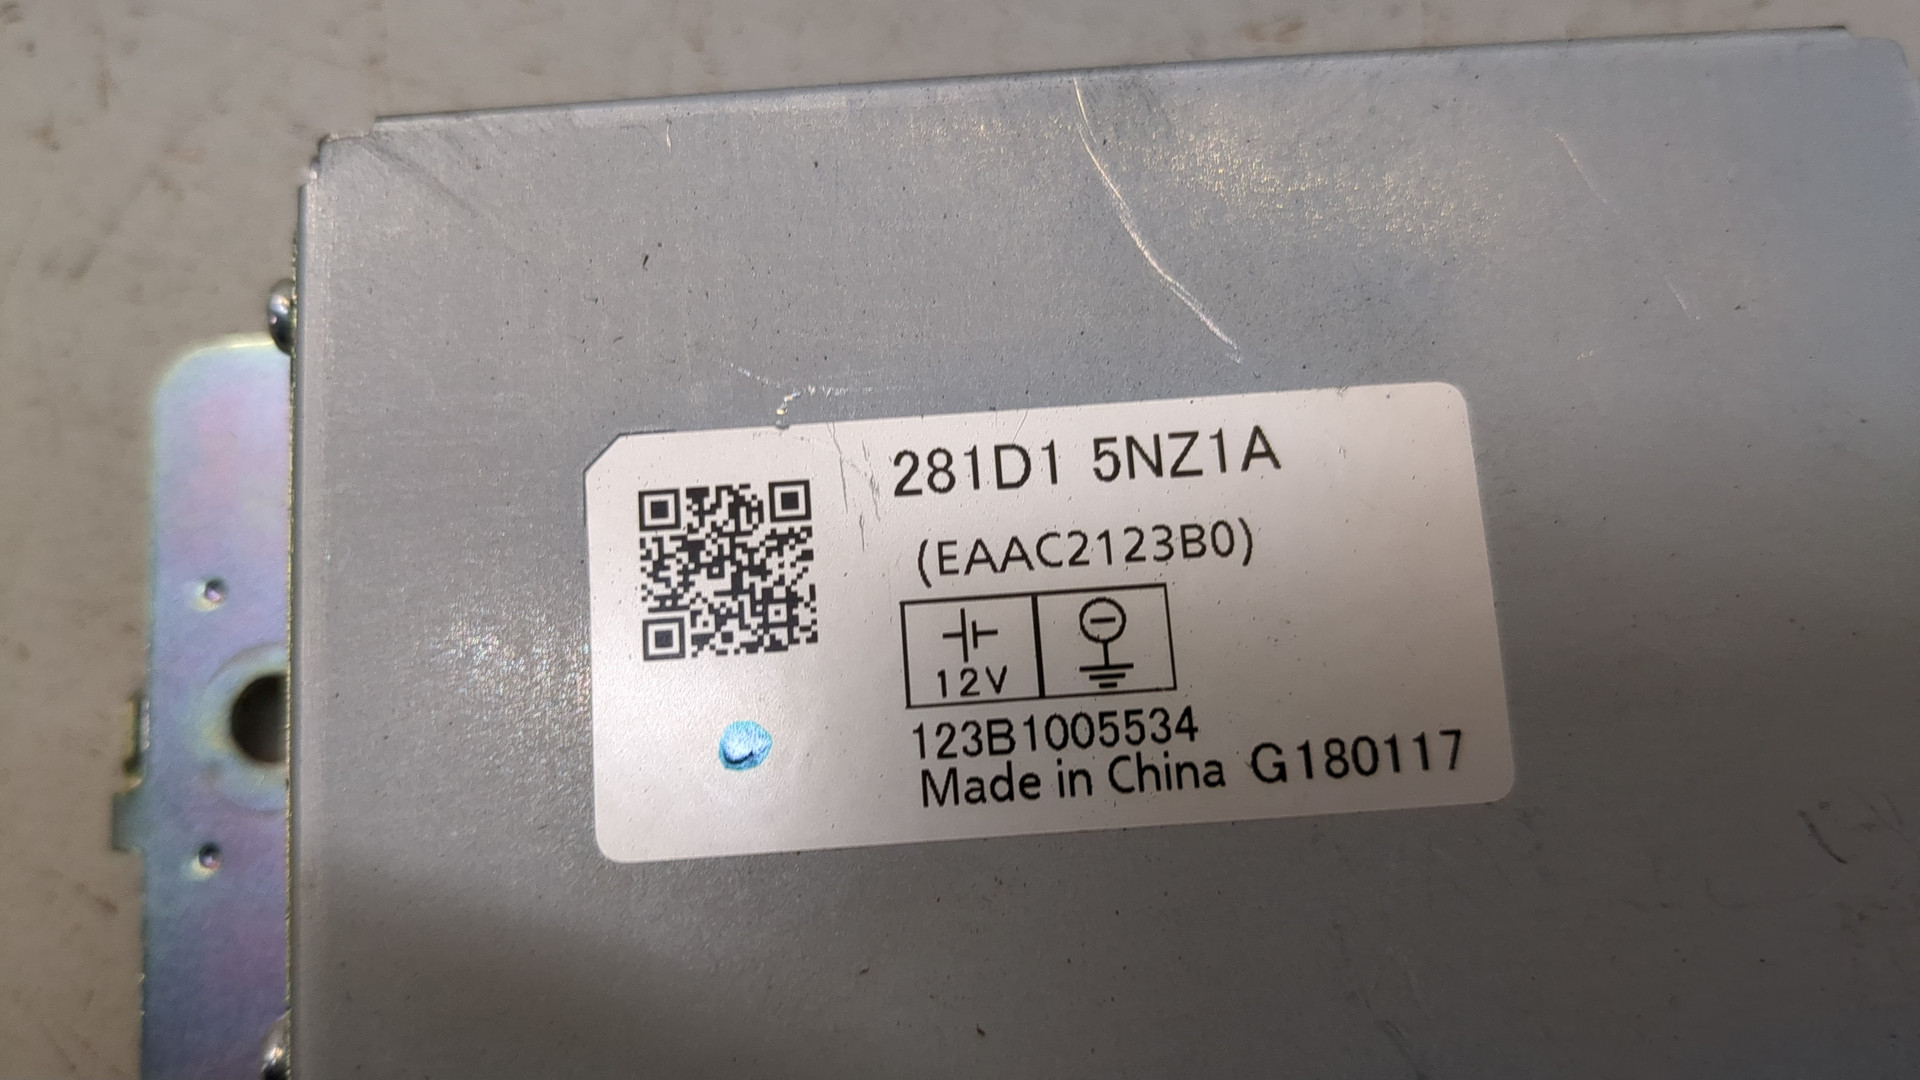 281D1 5NZ1A
(EAAC2123B0)
12V
123B1005534
Made in China G180117